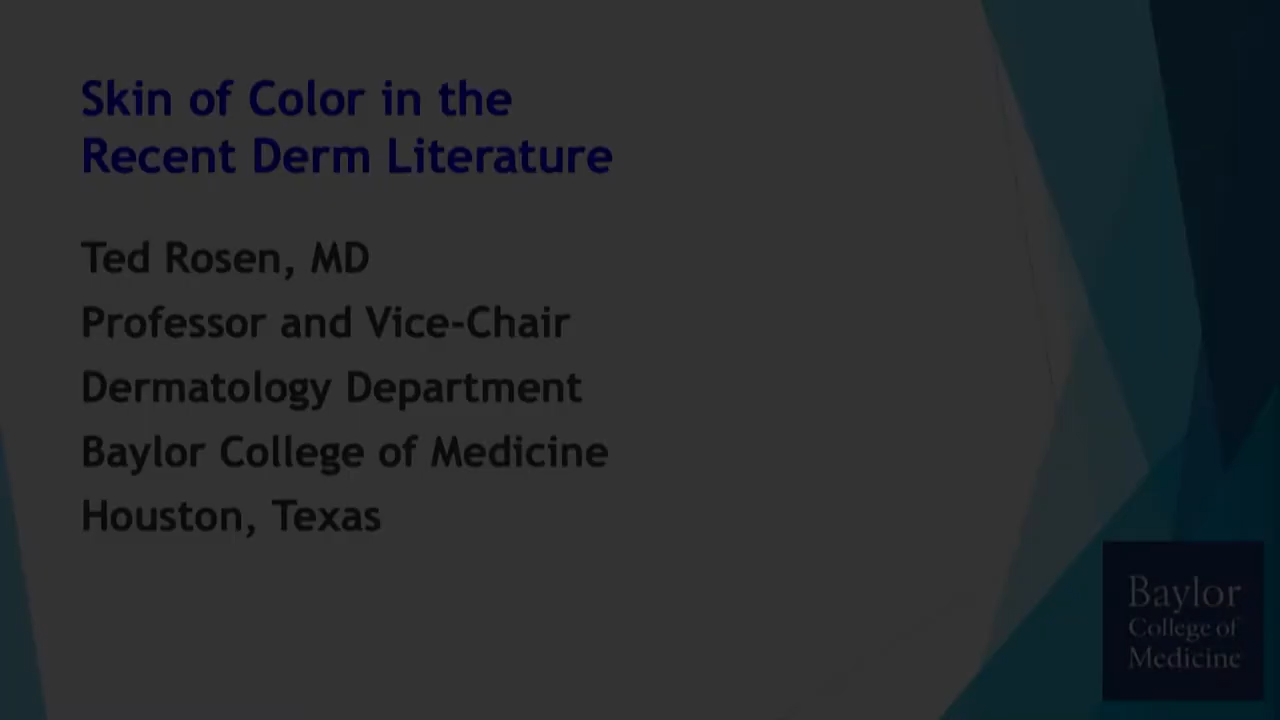 Skin of Color in the
Recent Derm Literature
Ted Rosen, MD
Professor and Vice-Chair
Dermatology Department
Baylor College of Medicine
Houston, Texas
Baylor
College of
Medicine